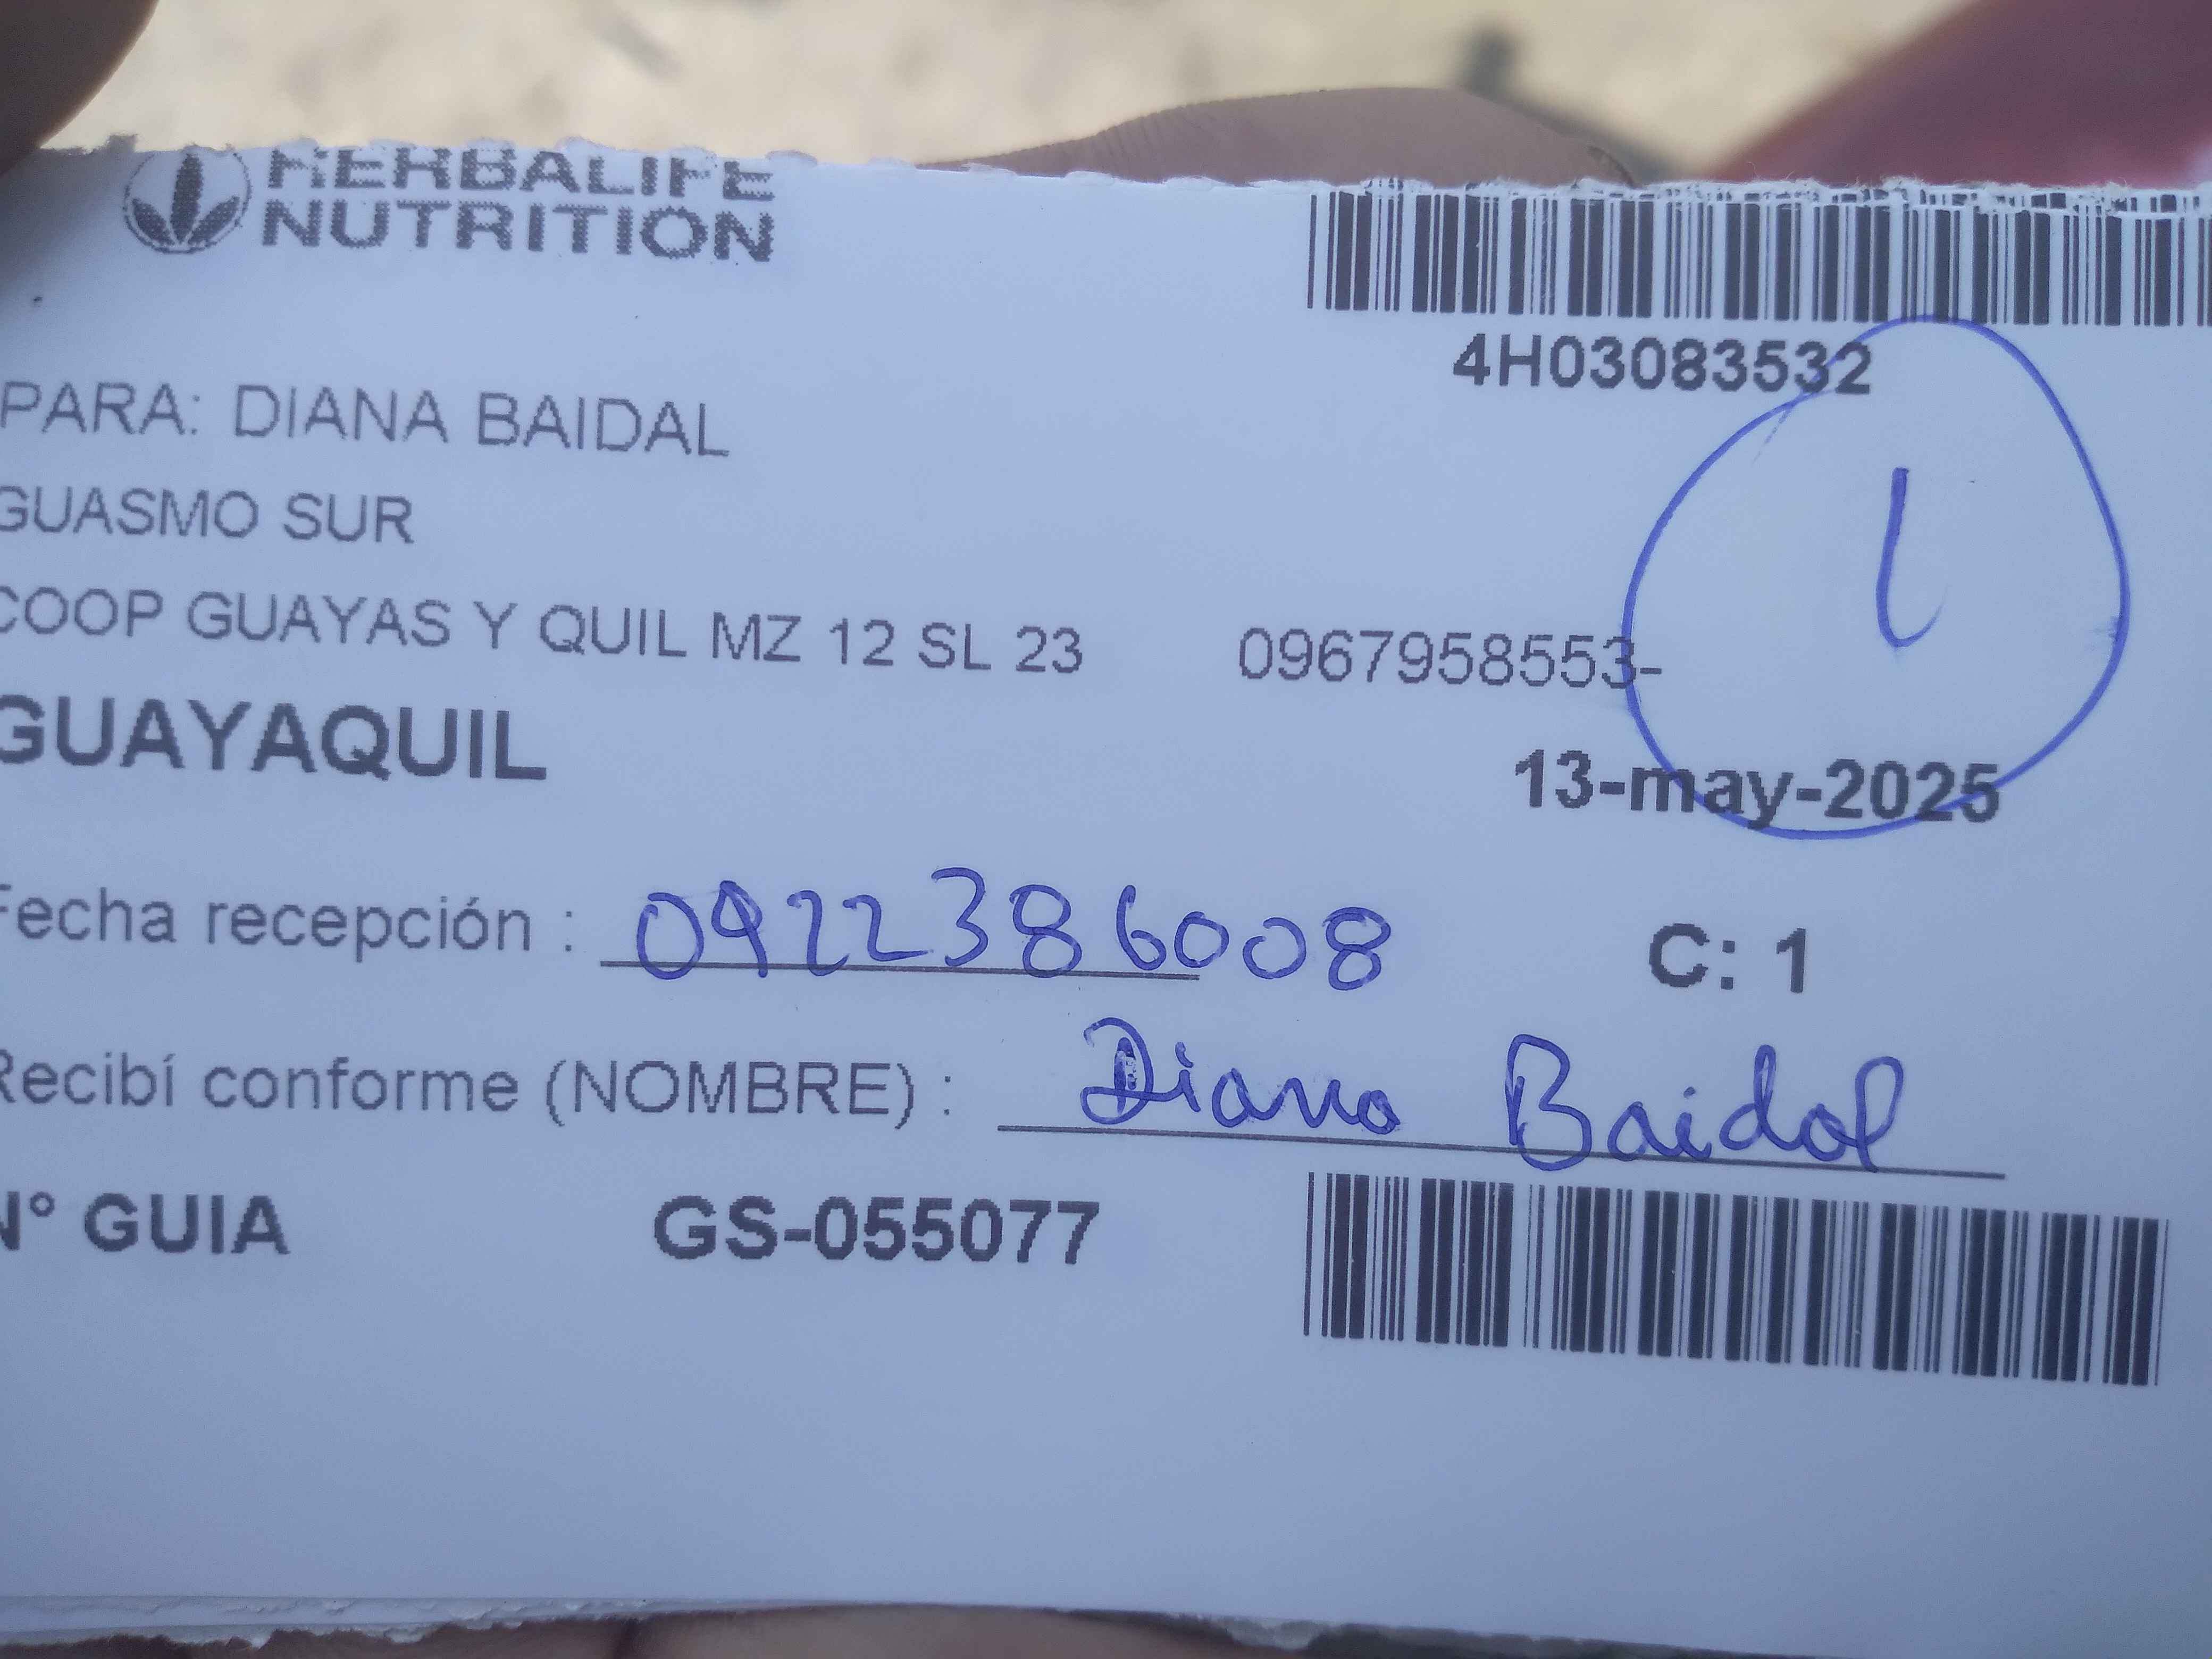 HERBALIFE
NUTRITION
4H03083532
PARA: DIANA BAIDAL
GUASMO SUR
COOP GUAYAS Y QUIL MZ 12 SL 23 0967958553-
1
GUAYAQUIL
13-may-2025
Fecha recepción : 0922386008 C: 1
Recibí conforme (NOMBRE) : Diana Baidal
N° GUIA GS-055077